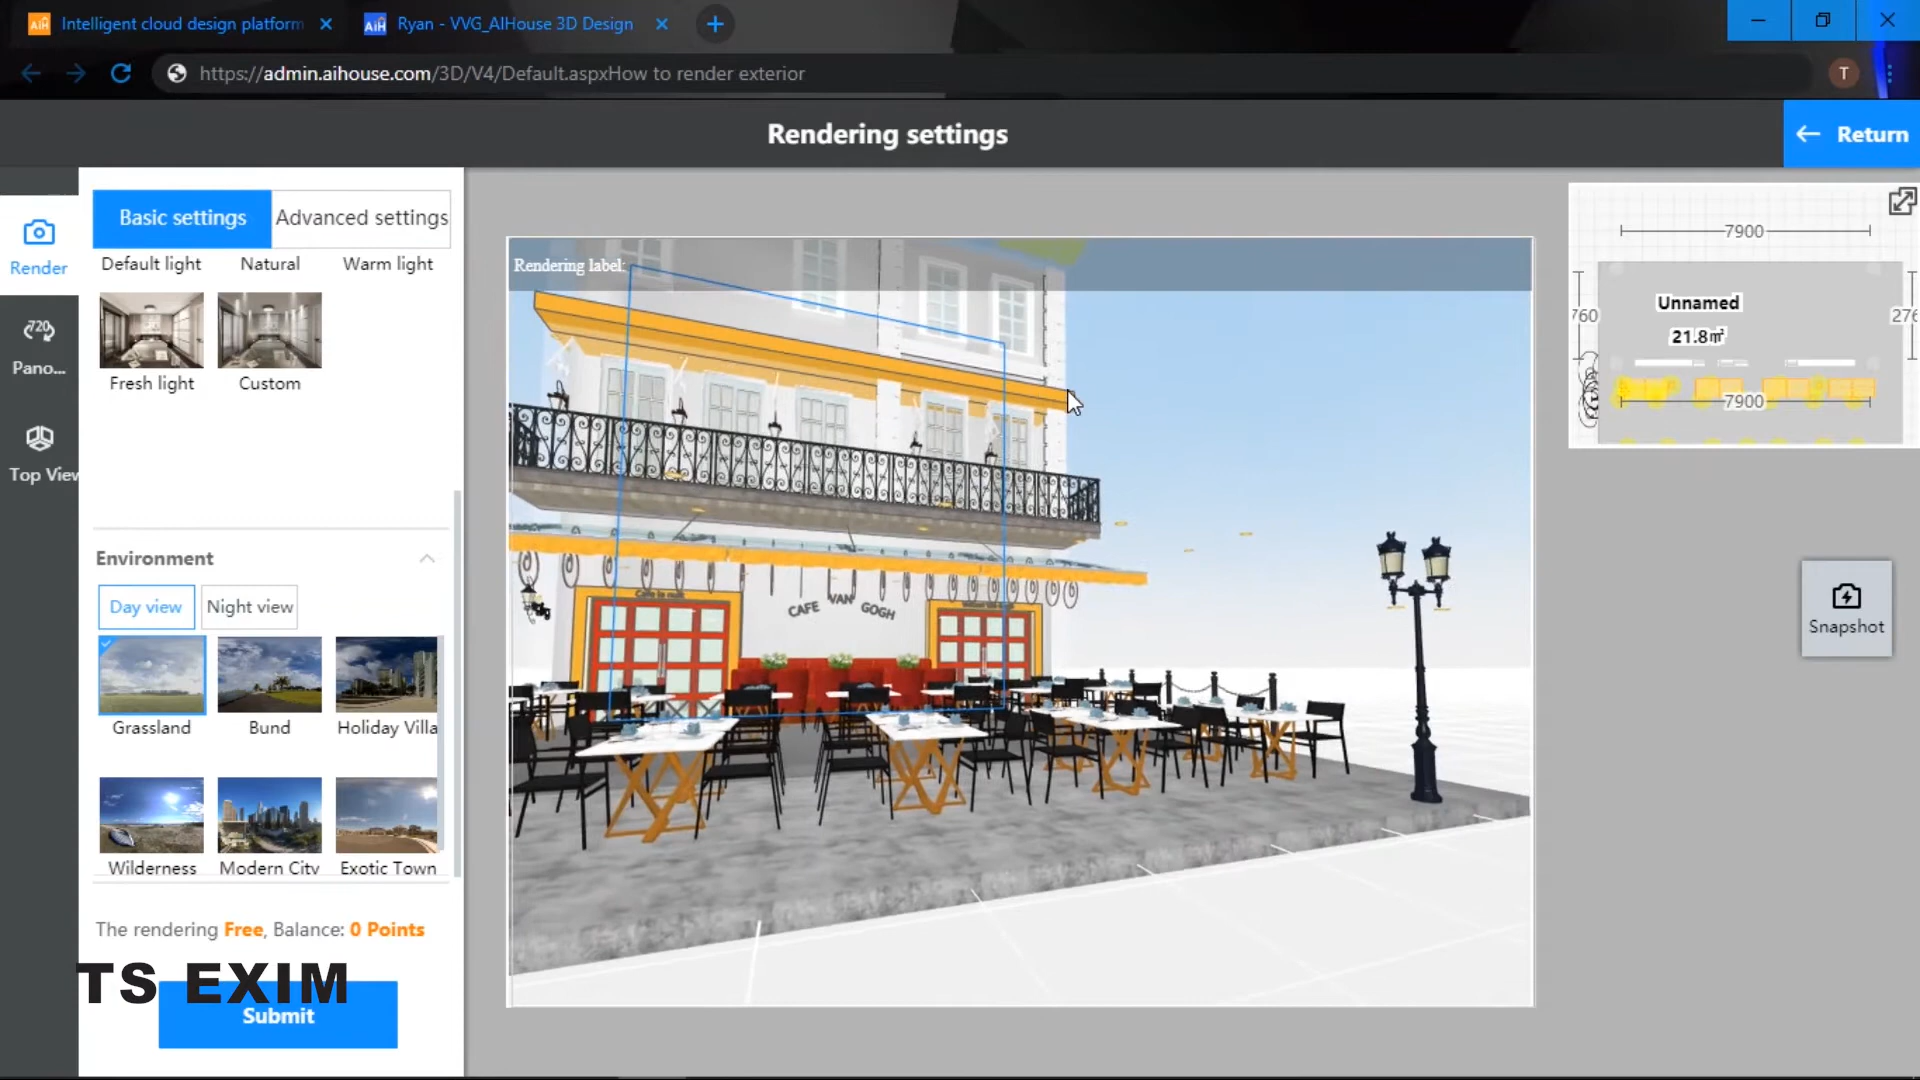 Intelligent cloud design platform
Ryan - VVG_AIHouse 3D Design
https://admin.aihouse.com/3D/V4/Default.aspxHow to render exterior
T
Rendering settings
Return
Basic settings
Advanced settings
Render
Default light
Natural
Warm light
720
Pano...
Fresh light
Custom
Top View
Environment
Day view
Night view
Grassland
Bund
Holiday Villa
Wilderness
Modern City
Exotic Town
The rendering Free, Balance: 0 Points
TS EXIM
Submit
Rendering label:
CAFE VAN GOGH
7900
Unnamed
760
21.8㎡
276
7900
Snapshot